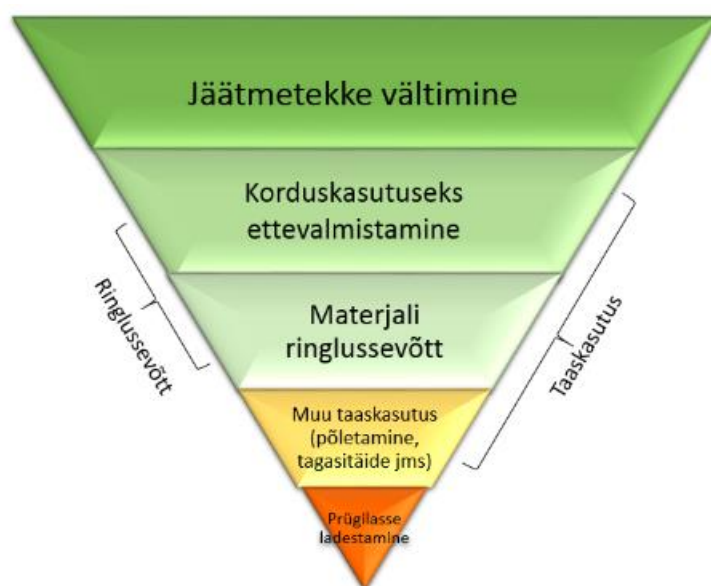 Jäätmetekke vältimine
Korduskasutuseks
ettevalmistamine
Ringlussevõtt
Materjali
ringlussevõtt
Taaskasutus
Muu taaskasutus
(põletamine,
tagasitäide jms)
Prügilasse
ladestamine